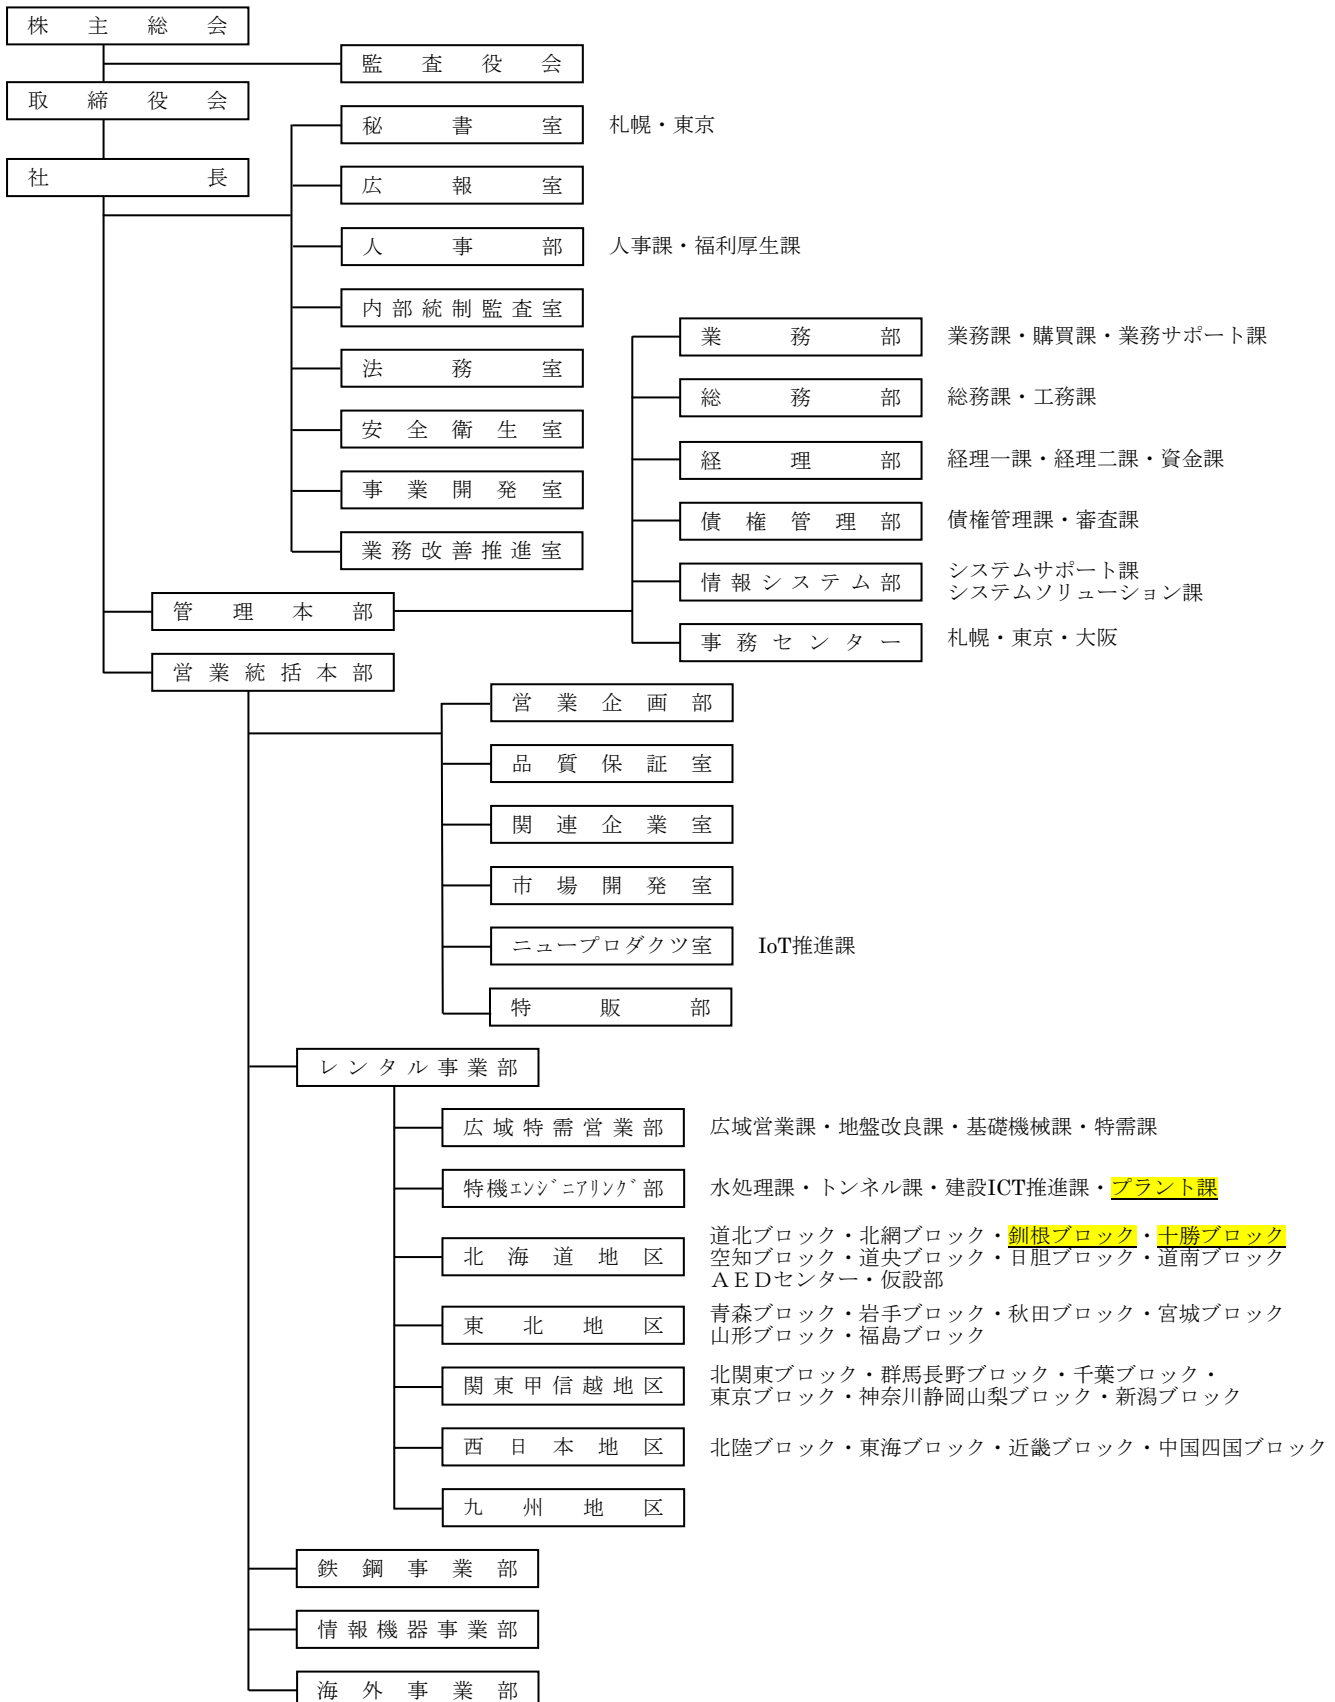 株主総会
監査役会
取締役会
秘書室 札幌・東京
社長
広報室
人事部 人事課・福利厚生課
内部統制監査室
法務室
安全衛生室
事業開発室
業務改善推進室
業務部 業務課・購買課・業務サポート課
総務部 総務課・工務課
経理部 経理一課・経理二課・資金課
債権管理部 債権管理課・審査課
情報システム部 システムサポート課
システムソリューション課
事務センター 札幌・東京・大阪
管理本部
営業統括本部
営業企画部
品質保証室
関連企業室
市場開発室
ニュープロダクツ室 IoT推進課
特販部
レンタル事業部
広域特需営業部 広域営業課・地盤改良課・基礎機械課・特需課
特機ｴﾝｼﾞﾆｱﾘﾝｸﾞ部 水処理課・トンネル課・建設ICT推進課・プラント課
北海道地区 道北ブロック・北網ブロック・釧根ブロック・十勝ブロック
空知ブロック・道央ブロック・日胆ブロック・道南ブロック
ＡＥＤセンター・仮設部
東北地区 青森ブロック・岩手ブロック・秋田ブロック・宮城ブロック
山形ブロック・福島ブロック
関東甲信越地区 北関東ブロック・群馬長野ブロック・千葉ブロック・
東京ブロック・神奈川静岡山梨ブロック・新潟ブロック
西日本地区 北陸ブロック・東海ブロック・近畿ブロック・中国四国ブロック
九州地区
鉄鋼事業部
情報機器事業部
海外事業部